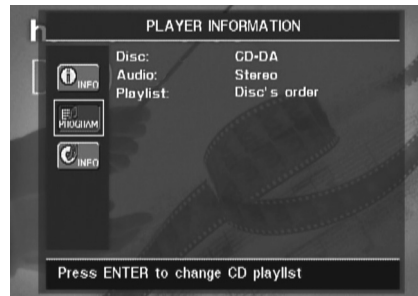 PLAYER INFORMATION
Disc: CD-DA
Audio: Stereo
Playlist: Disc's order
INFO
PROGRAM
INFO
Press ENTER to change CD playlist